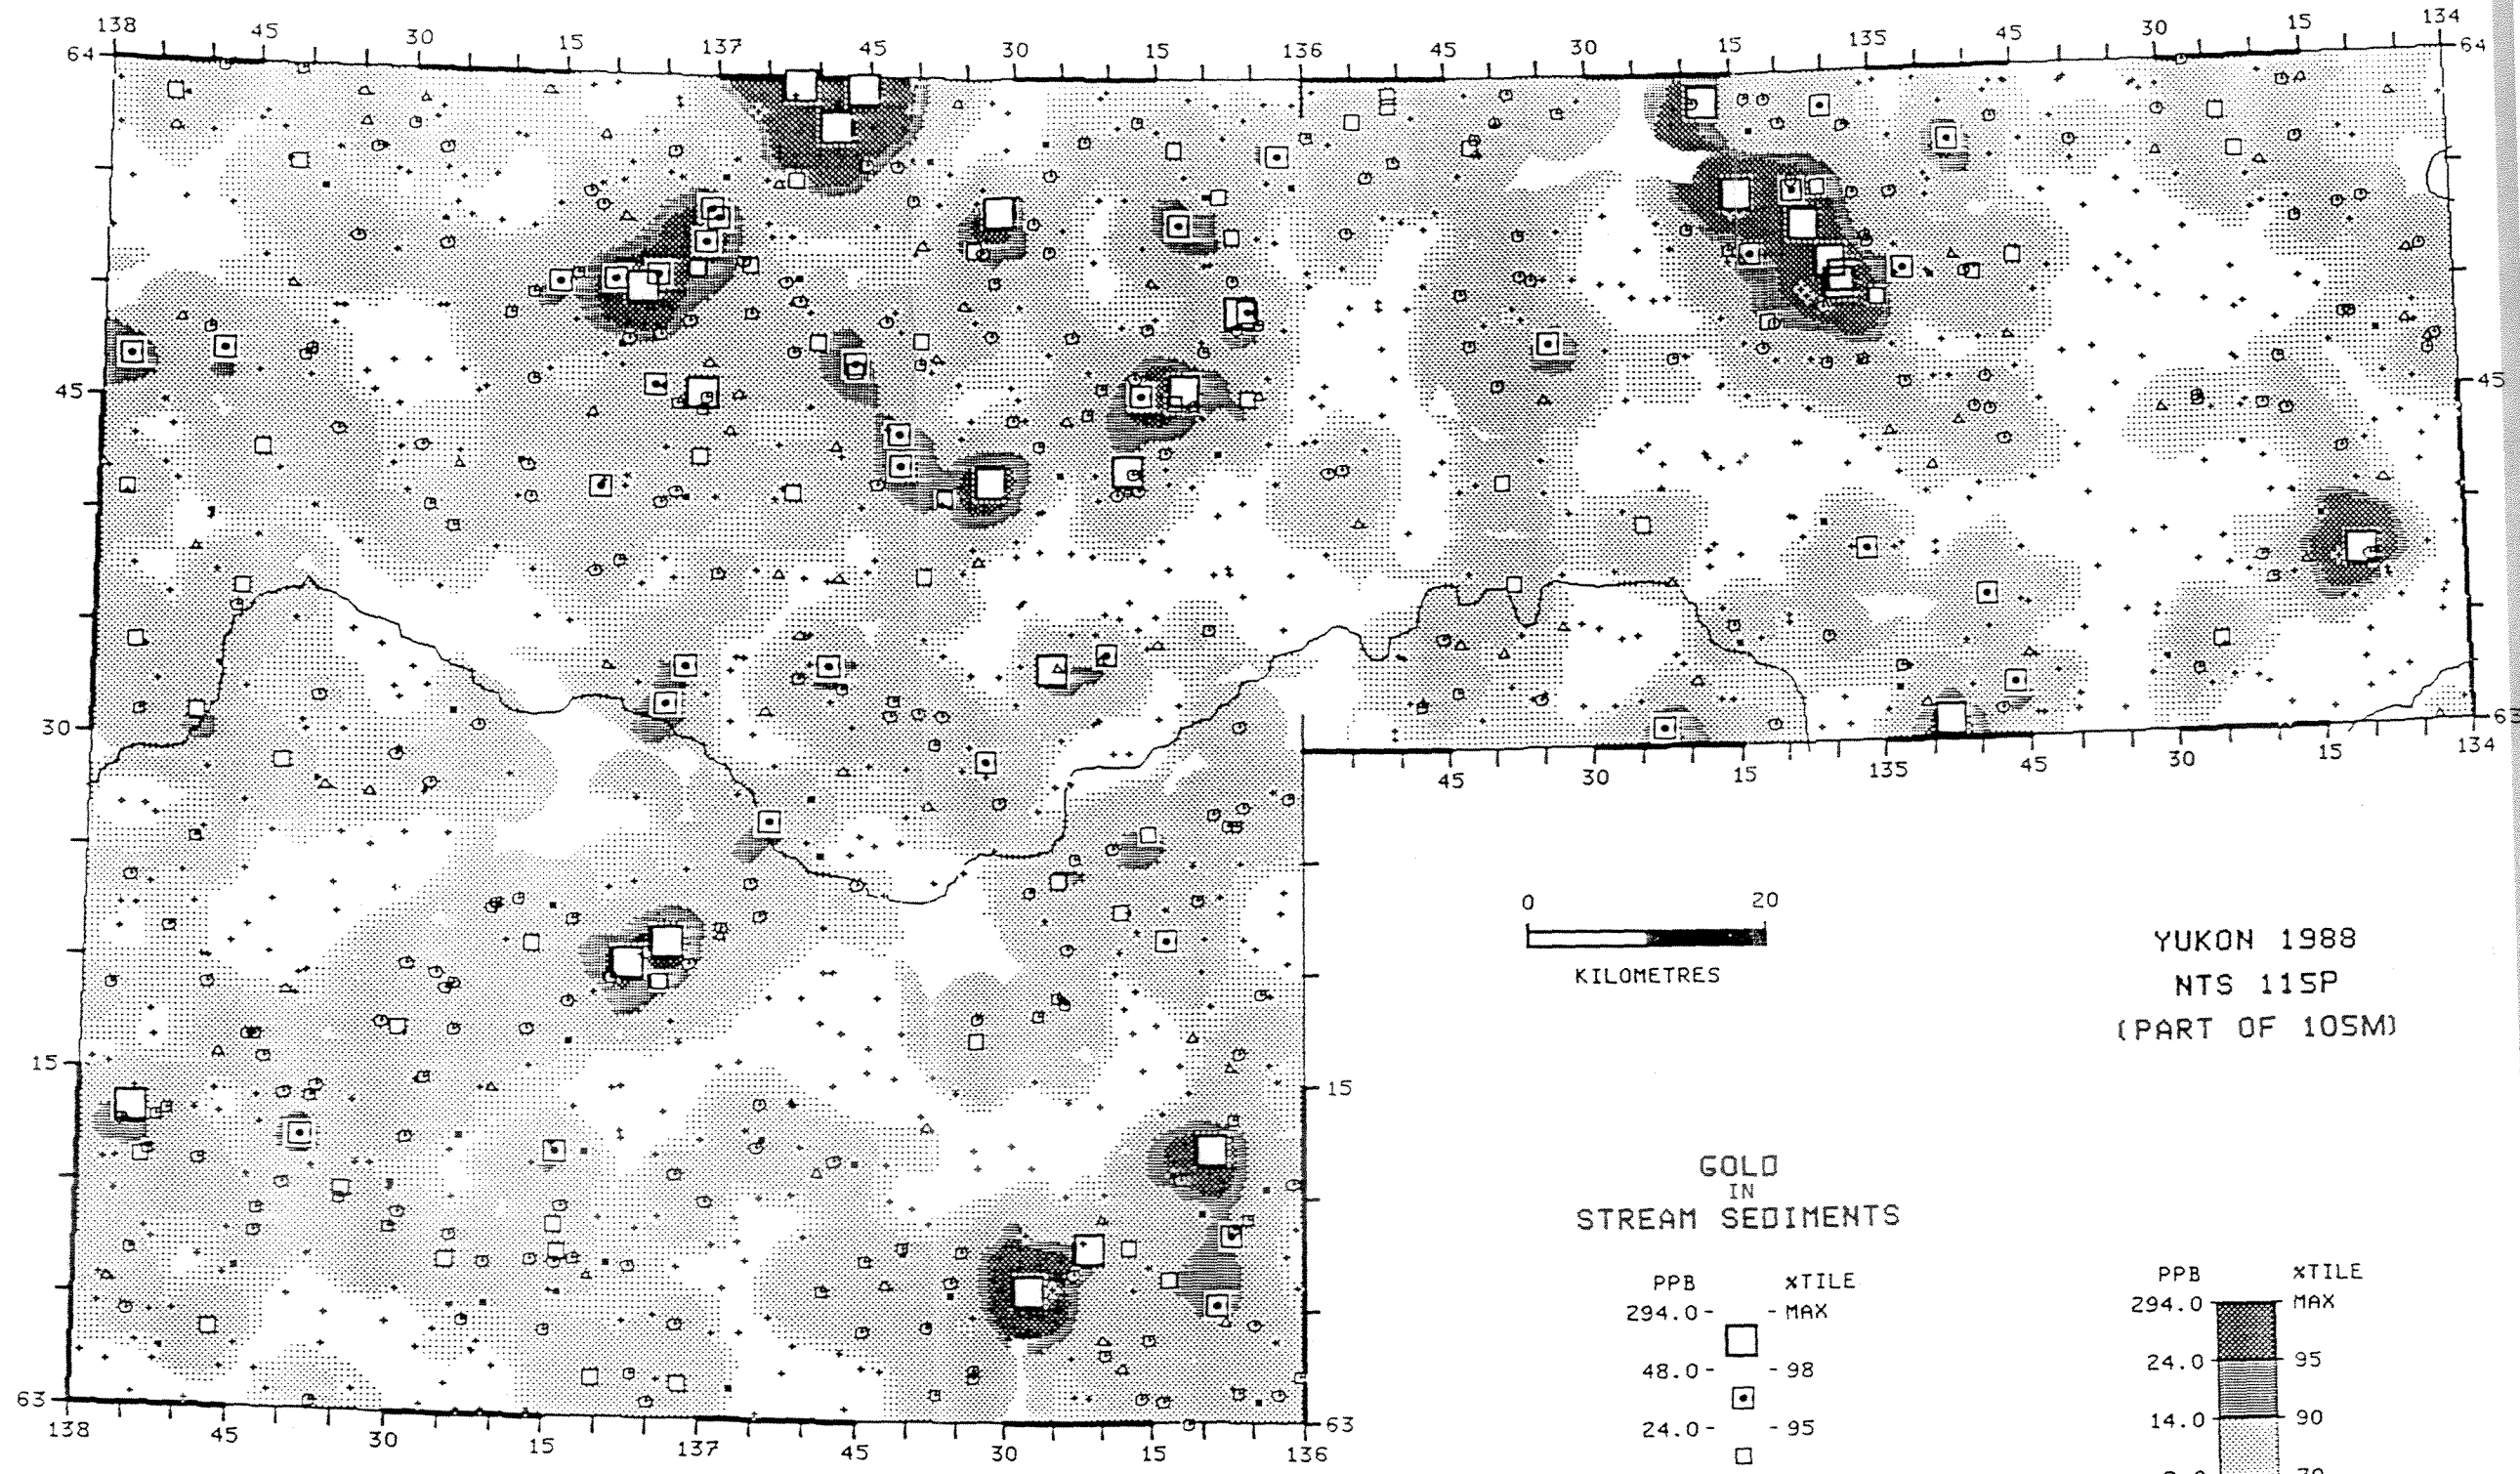 138 45 30 15 137 45 30 15 136 45 30 15 135 45 30 15 134
64 64
45 45
30 63
45 30 15 135 45 30 15 134
0 20
KILOMETRES
YUKON 1988
NTS 115P
(PART OF 105M)
15 15
63 63
138 45 30 15 137 45 30 15 136
GOLD
IN
STREAM SEDIMENTS
PPB %TILE
294.0- -MAX
48.0- -98
24.0- -95
PPB %TILE
294.0 MAX
24.0 95
14.0 90